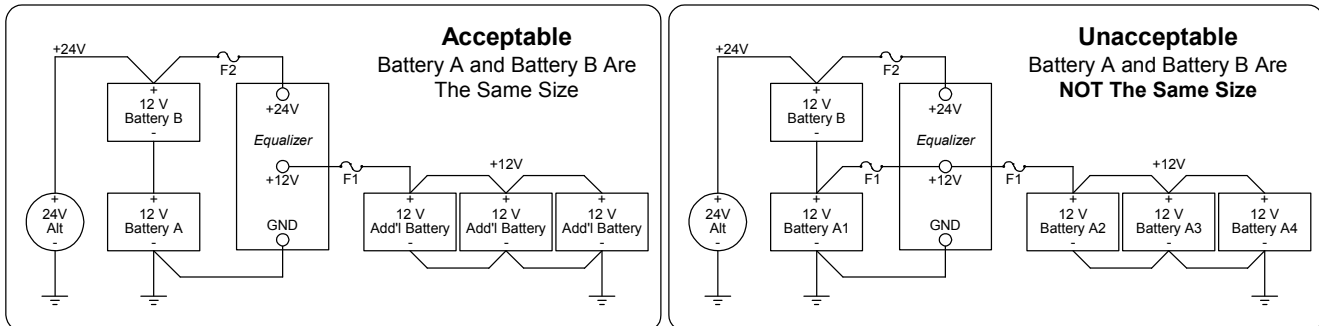 Acceptable
Battery A and Battery B Are
The Same Size
+24V
F2
+
12 V
Battery B
-
+24V
Equalizer
+12V
F1
+12V
+
24V
Alt
-
+
12 V
Battery A
-
GND
+
12 V
Add'l Battery
-
+
12 V
Add'l Battery
-
+
12 V
Add'l Battery
-
Unacceptable
Battery A and Battery B Are
NOT The Same Size
+24V
F2
+
12 V
Battery B
-
+24V
Equalizer
F1
+12V
F1
+12V
+
24V
Alt
-
+
12 V
Battery A1
-
GND
+
12 V
Battery A2
-
+
12 V
Battery A3
-
+
12 V
Battery A4
-